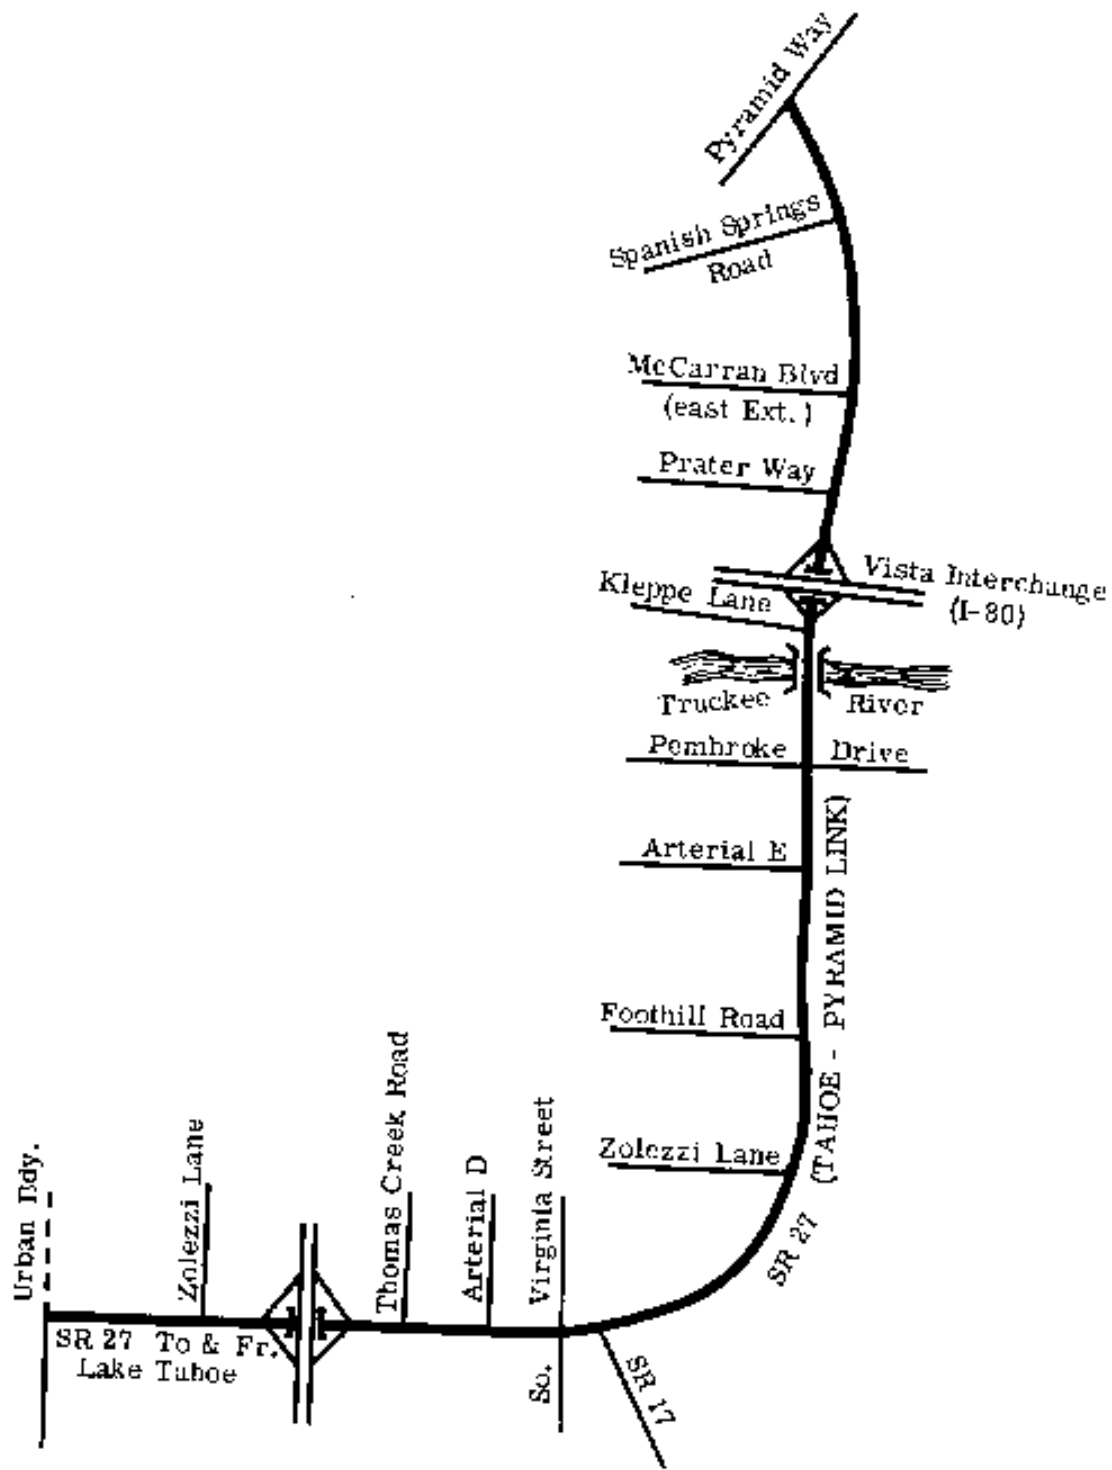 Pyramid Way
Spanish Springs
Road
McCarran Blvd
(east Ext.)
Prater Way
Vista Interchange
(I-80)
Kleppe Lane
Truckee River
Pembroke Drive
Arterial E
(TAHOE - PYRAMID LINK)
Foothill Road
Zolezzi Lane
SR 27
Urban Bdy.
Zolezzi Lane
Thomas Creek Road
Arterial D
So. Virginia Street
SR 27 To & Fr.
Lake Tahoe
SR 17